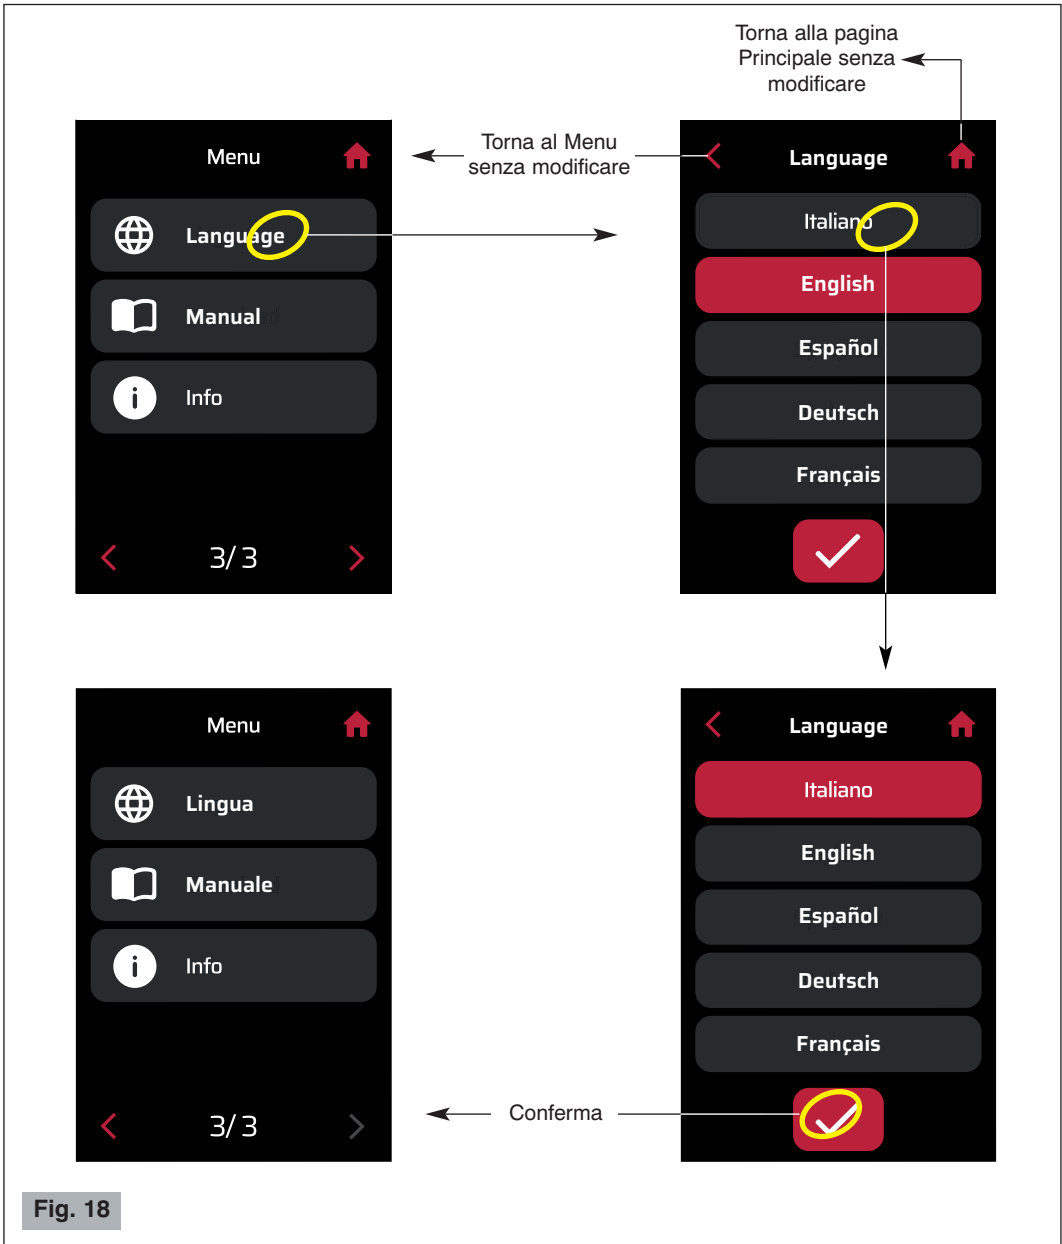 Torna alla pagina
Principale senza
modificare
Menu
Torna al Menu
senza modificare
Language
Language
Manual
Info
3/3
Italiano
English
Español
Deutsch
Français
Menu
Lingua
Manuale
Info
3/3
Language
Italiano
English
Español
Deutsch
Français
Conferma
Fig. 18